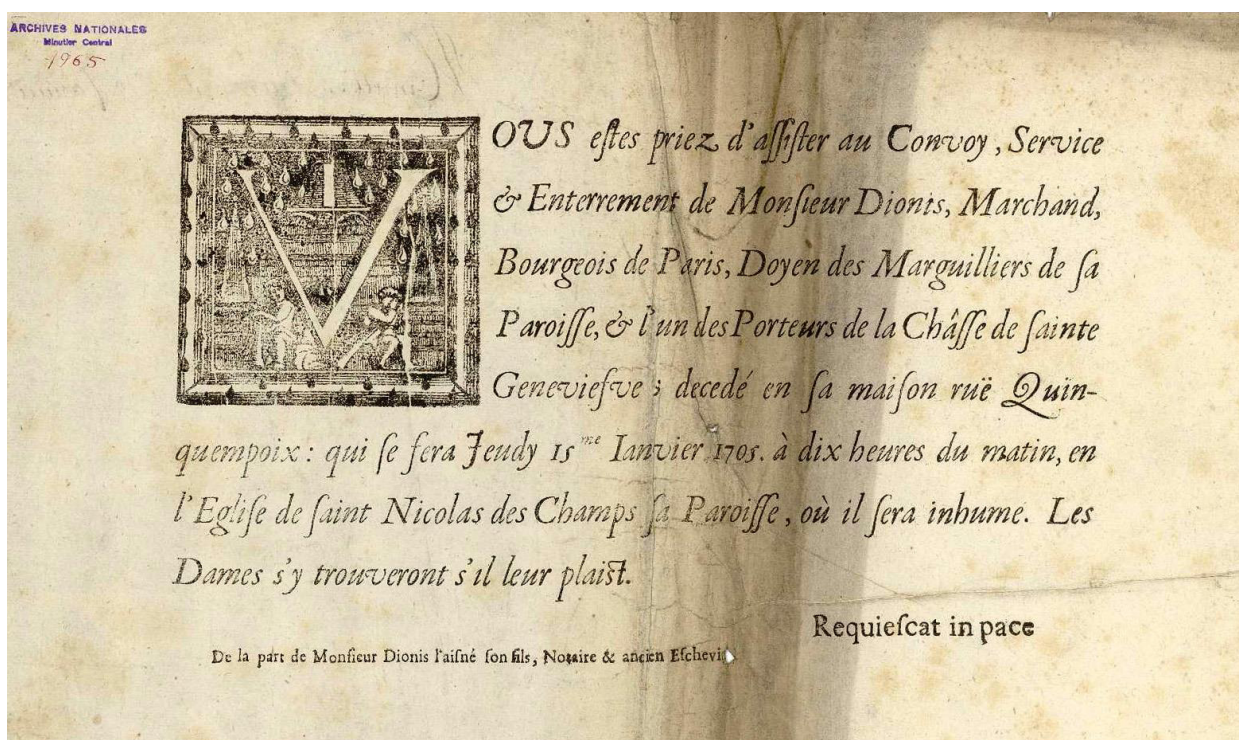 ARCHIVES NATIONALES
Minutier Central
1965
VOUS estes priez d'assister au Convoy, Service
& Enterrement de Monsieur Dionis, Marchand,
Bourgeois de Paris, Doyen des Marguilliers de sa
Paroisse, & l'un des Porteurs de la Châsse de sainte
Geneviefve ; decedé en sa maison ruë Quin-
quempoix : qui se fera Jeudy 15me Ianvier 1705. à dix heures du matin, en
l'Eglise de saint Nicolas des Champs sa Paroisse, où il sera inhumé. Les
Dames s'y trouveront s'il leur plaist.
Requiescat in pace
De la part de Monsieur Dionis l'aisné son fils, Notaire & ancien Eschevin